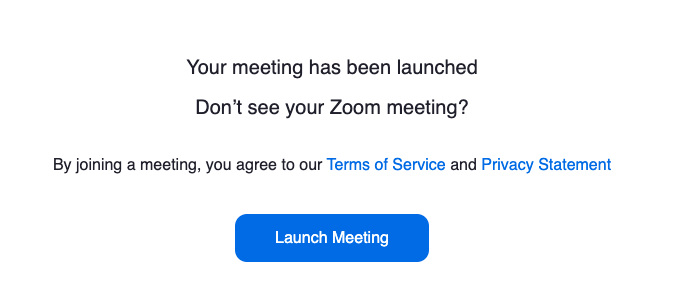 Your meeting has been launched
Don’t see your Zoom meeting?
By joining a meeting, you agree to our Terms of Service and Privacy Statement
Launch Meeting